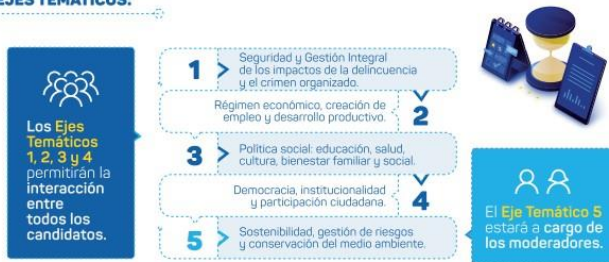 EJES TEMÁTICOS:
Los Ejes
Temáticos
1, 2, 3 y 4
permitirán la
interacción
entre
todos los
candidatos.
1
Seguridad y Gestión Integral
de los impactos de la delincuencia
y el crimen organizado.
Régimen económico, creación de
empleo y desarrollo productivo.
2
3
Política social: educación, salud,
cultura, bienestar familiar y social.
Democracia, institucionalidad
y participación ciudadana.
4
5
Sostenibilidad, gestión de riesgos
y conservación del medio ambiente.
El Eje Temático 5
estará a cargo de
los moderadores.